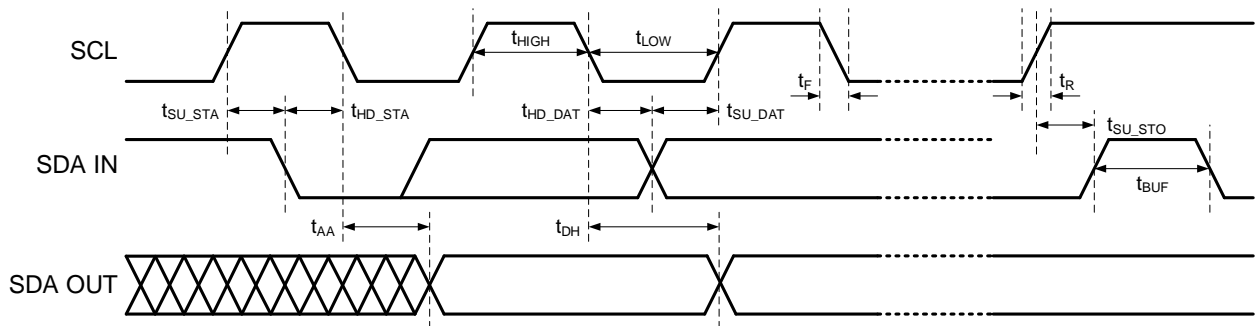 SCL
tHIGH
tLOW
tF
tR
tSU_STA
tHD_STA
tHD_DAT
tSU_DAT
tSU_STO
SDA IN
tBUF
tAA
tDH
SDA OUT